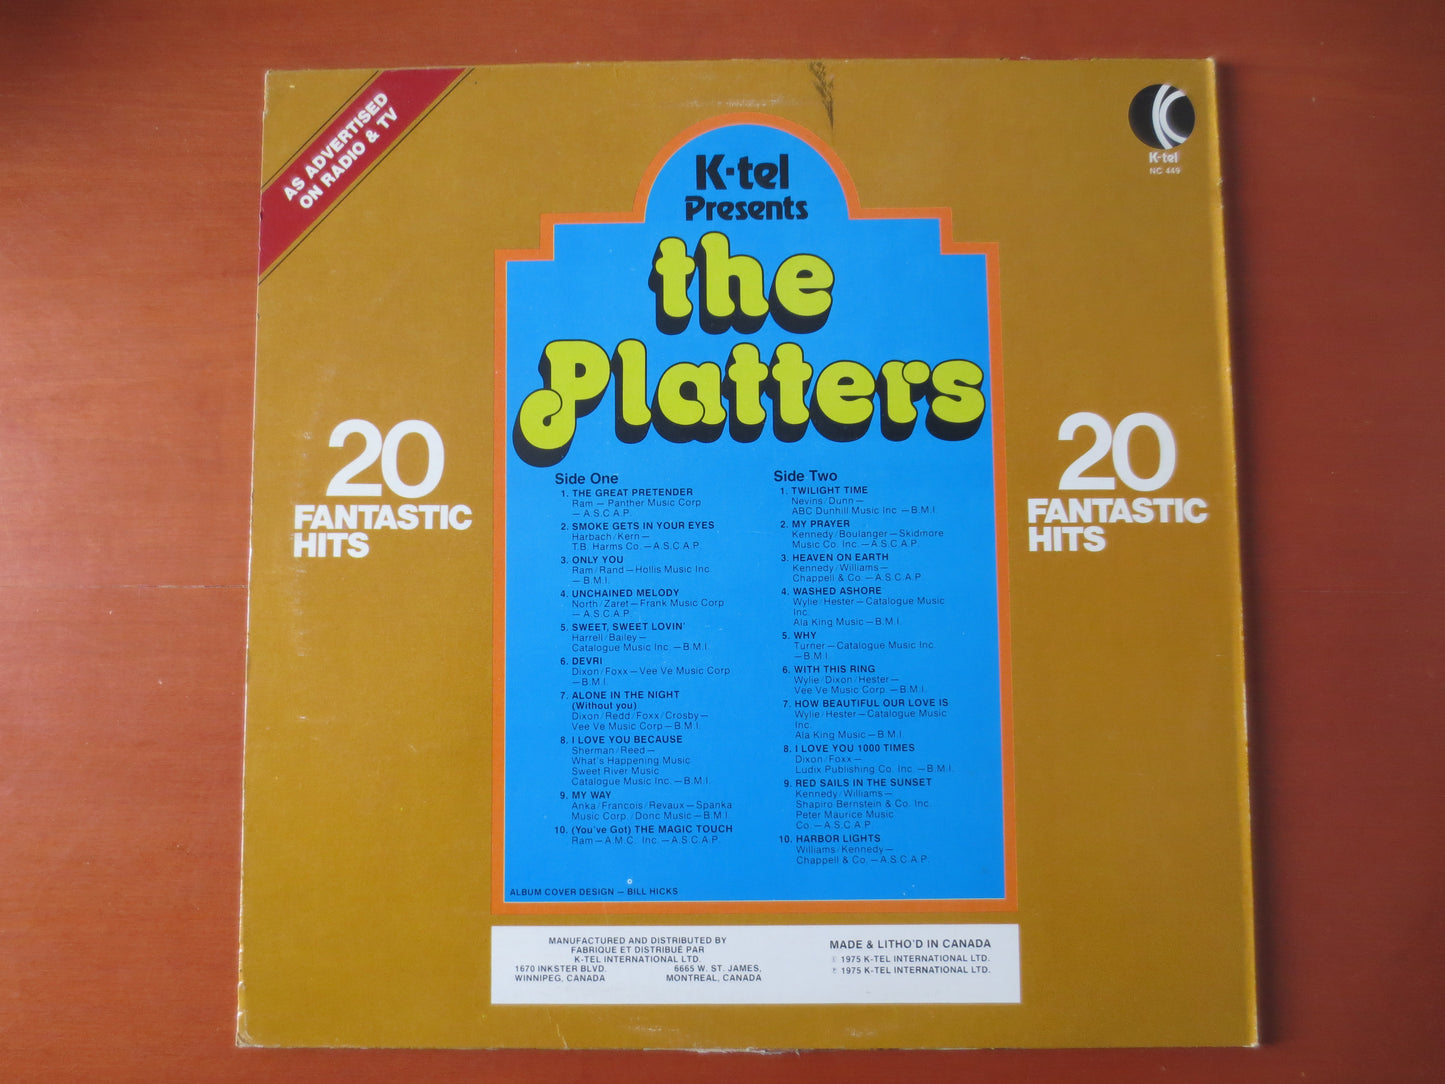 AS ADVERTISED
ON RADIO & TV
K-tel
NC 449
K-tel
Presents
the
Platters
20
FANTASTIC
HITS
20
FANTASTIC
HITS
Side One
1. THE GREAT PRETENDER
Ram — Panther Music Corp
— A.S.C.A.P.
2. SMOKE GETS IN YOUR EYES
Harbach/Kern —
T.B. Harms Co. — A.S.C.A.P.
3. ONLY YOU
Ram/Rand — Hollis Music Inc.
— B.M.I.
4. UNCHAINED MELODY
North/Zaret — Frank Music Corp
— A.S.C.A.P.
5. SWEET, SWEET LOVIN'
Harrell/Bailey —
Catalogue Music Inc. — B.M.I.
6. DEVRI
Dixon/Foxx — Vee Ve Music Corp
— B.M.I.
7. ALONE IN THE NIGHT
(Without you)
Dixon/Redd/Foxx/Crosby —
Vee Ve Music Corp — B.M.I.
8. I LOVE YOU BECAUSE
Sherman/Reed —
What's Happening Music
Sweet River Music
Catalogue Music Inc. — B.M.I.
9. MY WAY
Anka/Francois/Revaux — Spanka
Music Corp./Donc Music — B.M.I.
10. (You've Got) THE MAGIC TOUCH
Ram — A.M.C. Inc. — A.S.C.A.P.
Side Two
1. TWILIGHT TIME
Nevins/Dunn —
ABC Dunhill Music Inc — B.M.I.
2. MY PRAYER
Kennedy/Boulanger — Skidmore
Music Co. Inc. — A.S.C.A.P.
3. HEAVEN ON EARTH
Kennedy/Williams —
Chappell & Co. — A.S.C.A.P.
4. WASHED ASHORE
Wylie/Hester — Catalogue Music
Inc.
Ala King Music — B.M.I.
5. WHY
Turner — Catalogue Music Inc.
— B.M.I.
6. WITH THIS RING
Wylie/Dixon/Hester —
Vee Ve Music Corp. — B.M.I.
7. HOW BEAUTIFUL OUR LOVE IS
Wylie/Hester — Catalogue Music
Inc.
Ala King Music — B.M.I.
8. I LOVE YOU 1000 TIMES
Dixon/Foxx —
Ludix Publishing Co. Inc. — B.M.I.
9. RED SAILS IN THE SUNSET
Kennedy/Williams —
Shapiro Bernstein & Co. Inc.
Peter Maurice Music
Co. — A.S.C.A.P.
10. HARBOR LIGHTS
Williams/Kennedy —
Chappell & Co. — A.S.C.A.P.
ALBUM COVER DESIGN — BILL HICKS
MANUFACTURED AND DISTRIBUTED BY
FABRIQUE ET DISTRIBUÉ PAR
K-TEL INTERNATIONAL LTD.
1670 INKSTER BLVD.
WINNIPEG, CANADA
6665 W. ST. JAMES,
MONTREAL, CANADA
MADE & LITHO'D IN CANADA
© 1975 K-TEL INTERNATIONAL LTD.
℗ 1975 K-TEL INTERNATIONAL LTD.